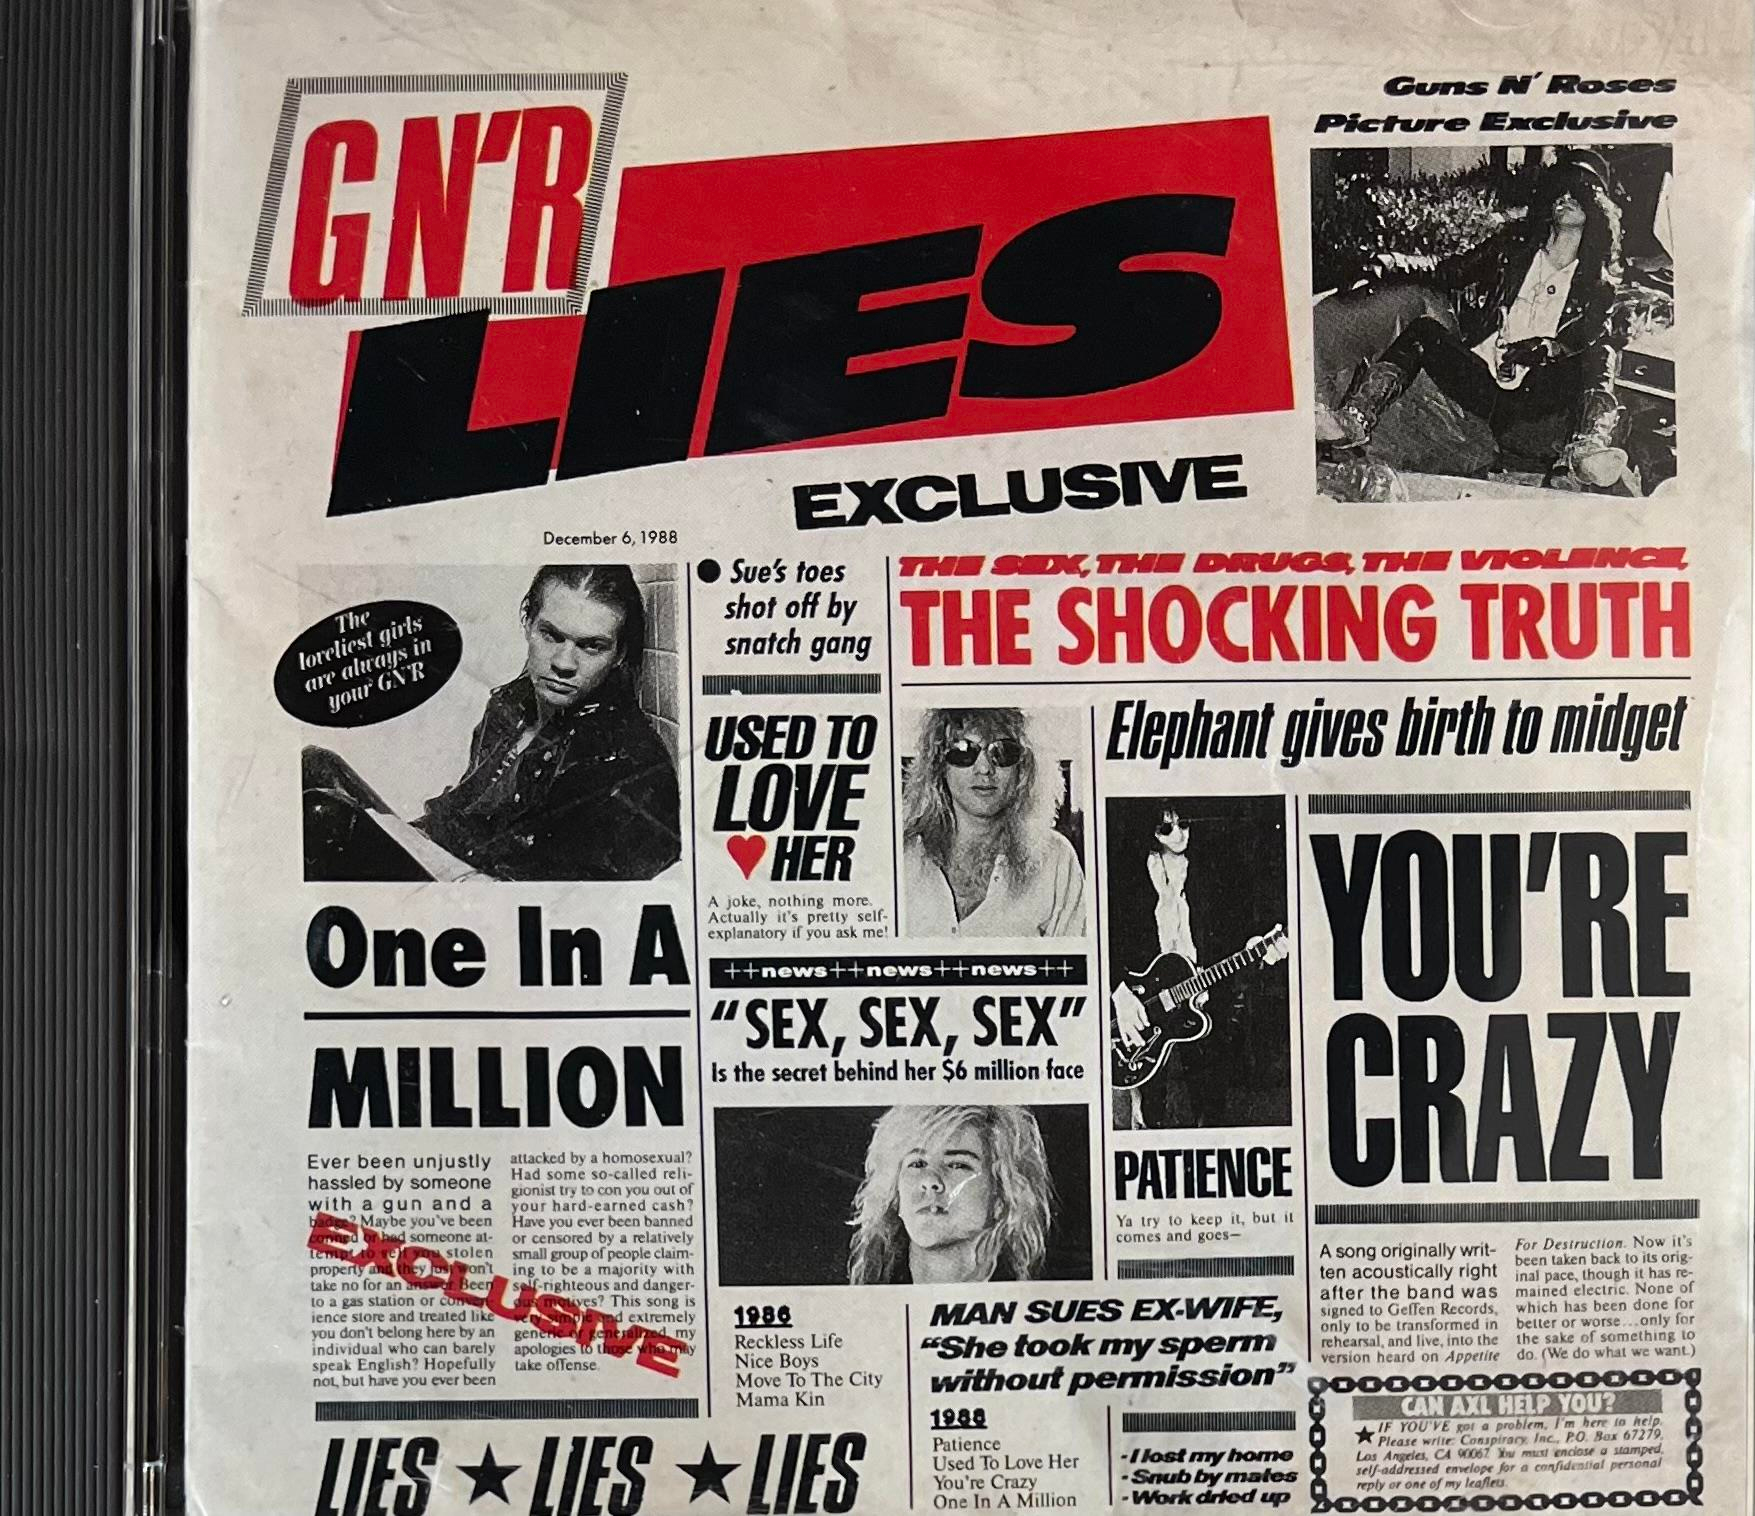 GN'R
LIES
EXCLUSIVE
Guns N' Roses
Picture Exclusive
December 6, 1988
The
loveliest girls
are always in
your GN'R
One In A
MILLION
Ever been unjustly
hassled by someone
with a gun and a
badge? Maybe you've been
conned or had someone at-
tempt to sell you stolen
property and they just won't
take no for an answer. Been
to a gas station or conven-
ience store and treated like
you don't belong here by an
individual who can barely
speak English? Hopefully
not, but have you ever been
attacked by a homosexual?
Had some so-called reli-
gionist try to con you out of
your hard-earned cash?
Have you ever been banned
or censored by a relatively
small group of people claim-
ing to be a majority with
self-righteous and danger-
ous motives? This song is
very simple and extremely
generic or generalized, my
apologies to those who may
take offense.
EXCLUSIVE
LIES ★ LIES ★ LIES
● Sue's toes
shot off by
snatch gang
USED TO
LOVE
♥ HER
A joke, nothing more.
Actually it's pretty self-
explanatory if you ask me!
THE SEX, THE DRUGS, THE VIOLENCE,
THE SHOCKING TRUTH
++news++news++news++
"SEX, SEX, SEX"
Is the secret behind her $6 million face
1986
Reckless Life
Nice Boys
Move To The City
Mama Kin
Elephant gives birth to midget
PATIENCE
Ya try to keep it, but it
comes and goes—
MAN SUES EX-WIFE,
"She took my sperm
without permission"
1988
Patience
Used To Love Her
You're Crazy
One In A Million
- I lost my home
- Snub by mates
- Work dried up
YOU'RE
CRAZY
A song originally writ-
ten acoustically right
after the band was
signed to Geffen Records,
only to be transformed in
rehearsal, and live, into the
version heard on Appetite
For Destruction. Now it's
been taken back to its orig-
inal pace, though it has re-
mained electric. None of
which has been done for
better or worse...only for
the sake of something to
do. (We do what we want.)
CAN AXL HELP YOU?
★ IF YOU'VE got a problem, I'm here to help.
Please write: Conspiracy, Inc., P.O. Box 67279,
Los Angeles, CA 90067. You must enclose a stamped,
self-addressed envelope for a confidential personal
reply or one of my leaflets.